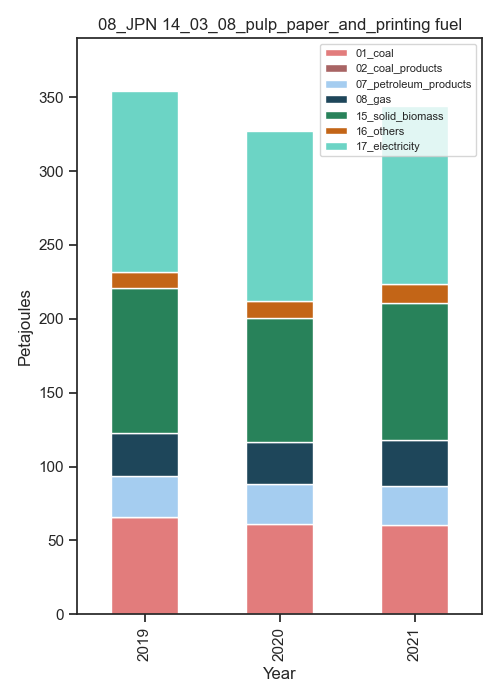 08_JPN 14_03_08_pulp_paper_and_printing fuel
01_coal
02_coal_products
07_petroleum_products
08_gas
15_solid_biomass
16_others
17_electricity
350
300
250
200
150
100
50
0
Petajoules
2019
2020
2021
Year